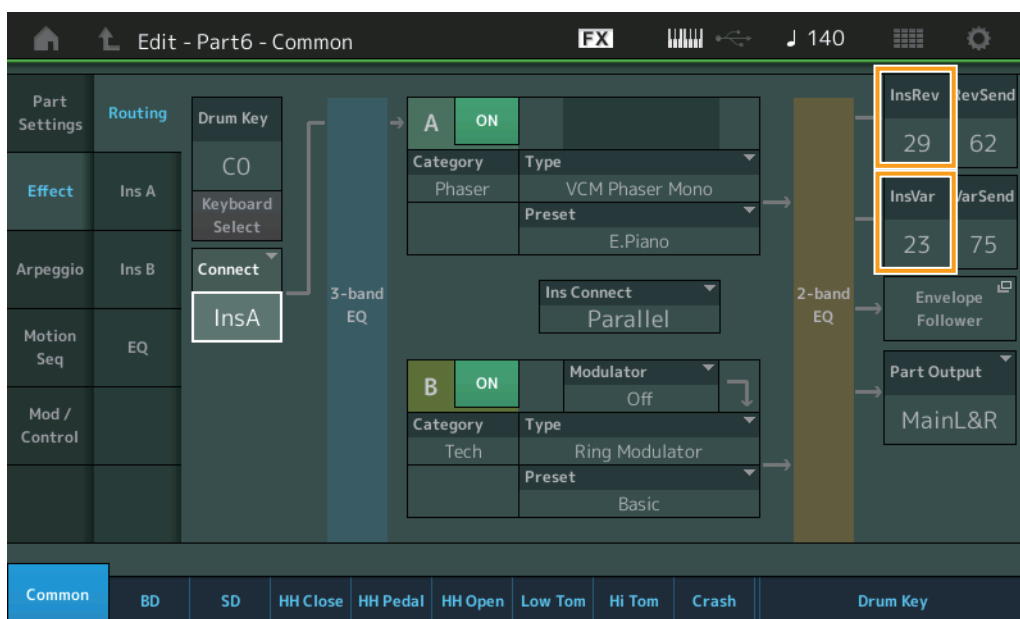 Edit - Part6 - Common
FX
♩ 140
Part
Settings
Effect
Arpeggio
Motion
Seq
Mod /
Control
Routing
Ins A
Ins B
EQ
Drum Key
C0
Keyboard
Select
Connect
InsA
3-band
EQ
A
ON
Category
Phaser
Type
VCM Phaser Mono
Preset
E.Piano
Ins Connect
Parallel
B
ON
Modulator
Off
Category
Tech
Type
Ring Modulator
Preset
Basic
2-band
EQ
InsRev
29
RevSend
62
InsVar
23
VarSend
75
Envelope
Follower
Part Output
MainL&R
Common
BD
SD
HH Close
HH Pedal
HH Open
Low Tom
Hi Tom
Crash
Drum Key